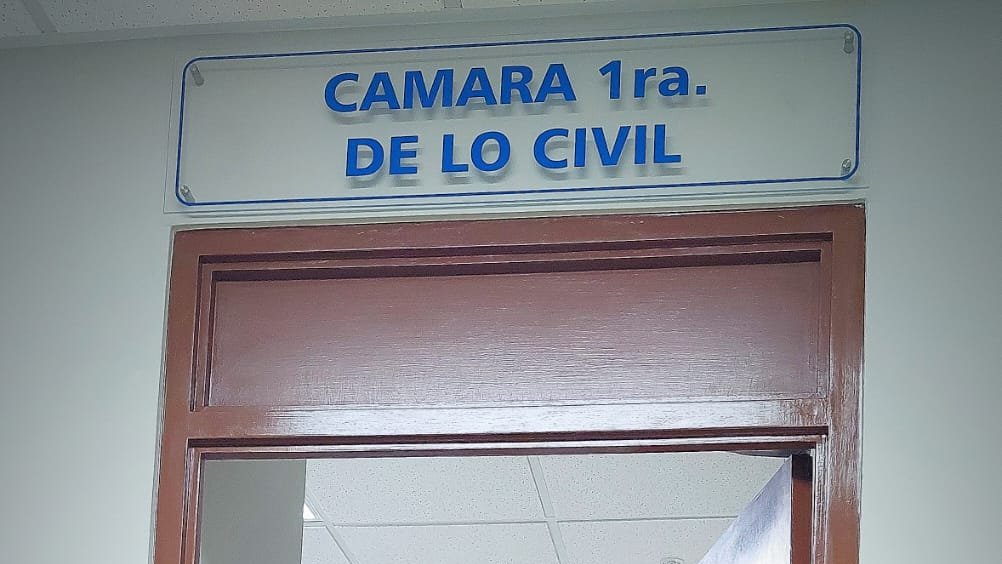 CAMARA 1ra.
DE LO CIVIL